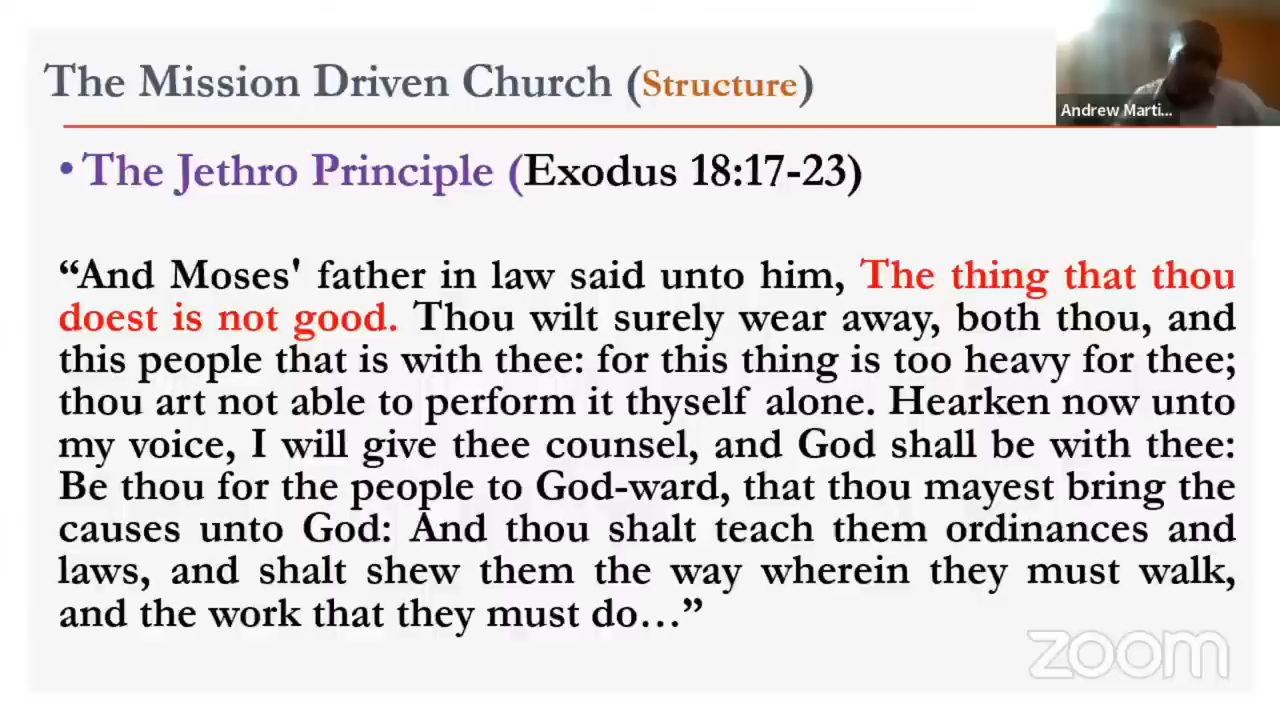 The Mission Driven Church (Structure)
Andrew Marti...
• The Jethro Principle (Exodus 18:17-23)
“And Moses' father in law said unto him, The thing that thou
doest is not good. Thou wilt surely wear away, both thou, and
this people that is with thee: for this thing is too heavy for thee;
thou art not able to perform it thyself alone. Hearken now unto
my voice, I will give thee counsel, and God shall be with thee:
Be thou for the people to God-ward, that thou mayest bring the
causes unto God: And thou shalt teach them ordinances and
laws, and shalt shew them the way wherein they must walk,
and the work that they must do…”
zoom